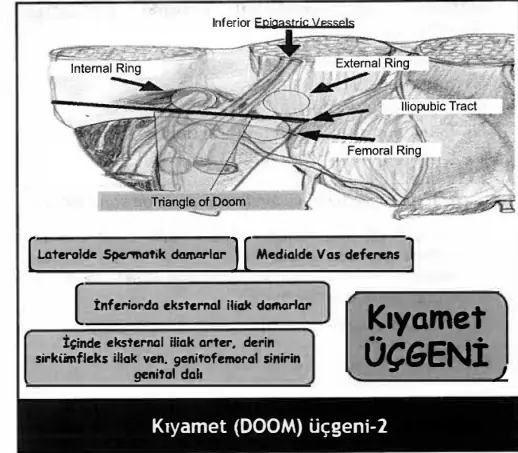 Inferior Epigastric Vessels
Internal Ring
External Ring
Iliopubic Tract
Femoral Ring
Triangle of Doom
Lateralde Spermatik damarlar
Medialde Vas deferens
İnferiorda eksternal iliak damarlar
İçinde eksternal iliak arter, derin
sirkümfleks iliak ven, genitofemoral sinirin
genital dalı
Kıyamet
ÜÇGENİ
Kıyamet (DOOM) üçgeni-2